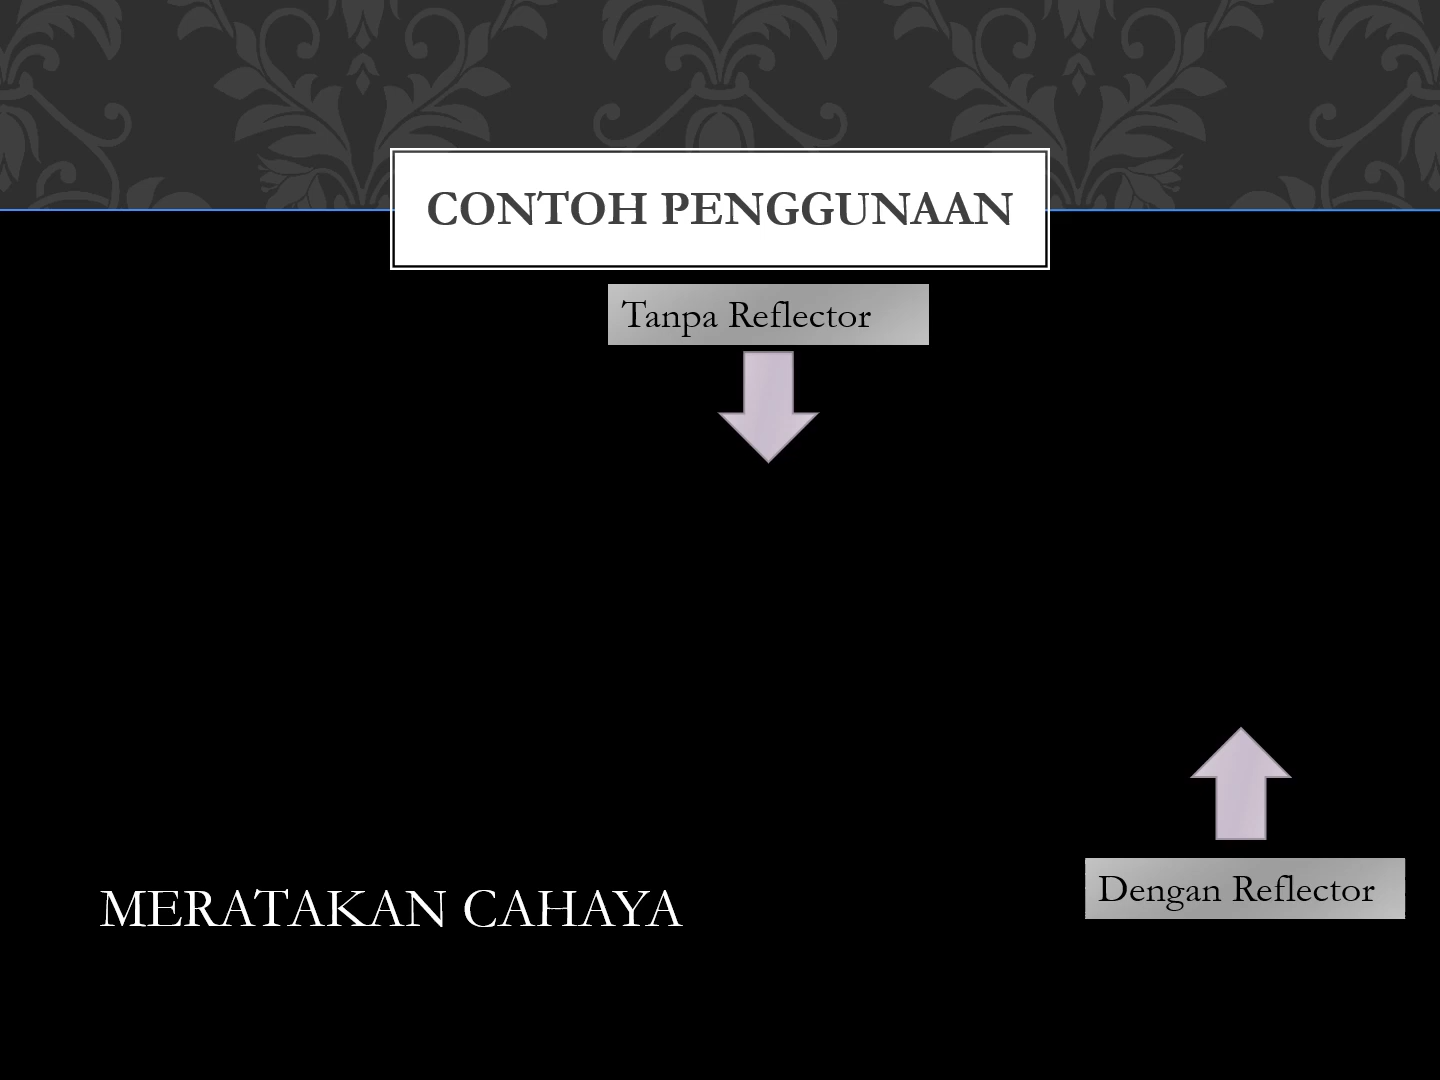 CONTOH PENGGUNAAN
Tanpa Reflector
Dengan Reflector
MERATAKAN CAHAYA